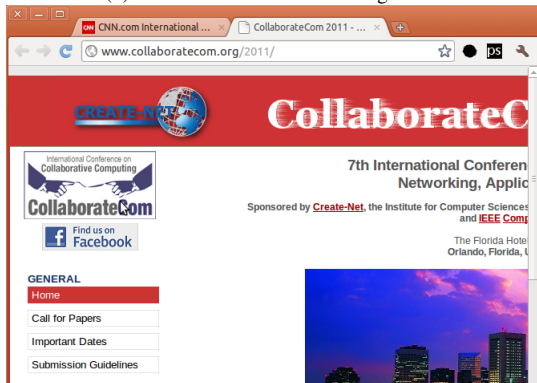 CNN.com International ...
CollaborateCom 2011 - ...
www.collaboratecom.org/2011/
ps
CREATE-NET
CollaborateC
International Conference on
Collaborative Computing
CollaborateCom
Find us on
Facebook
7th International Conferen
Networking, Applic
Sponsored by Create-Net, the Institute for Computer Sciences
and IEEE Comp
The Florida Hote
Orlando, Florida, U
GENERAL
Home
Call for Papers
Important Dates
Submission Guidelines